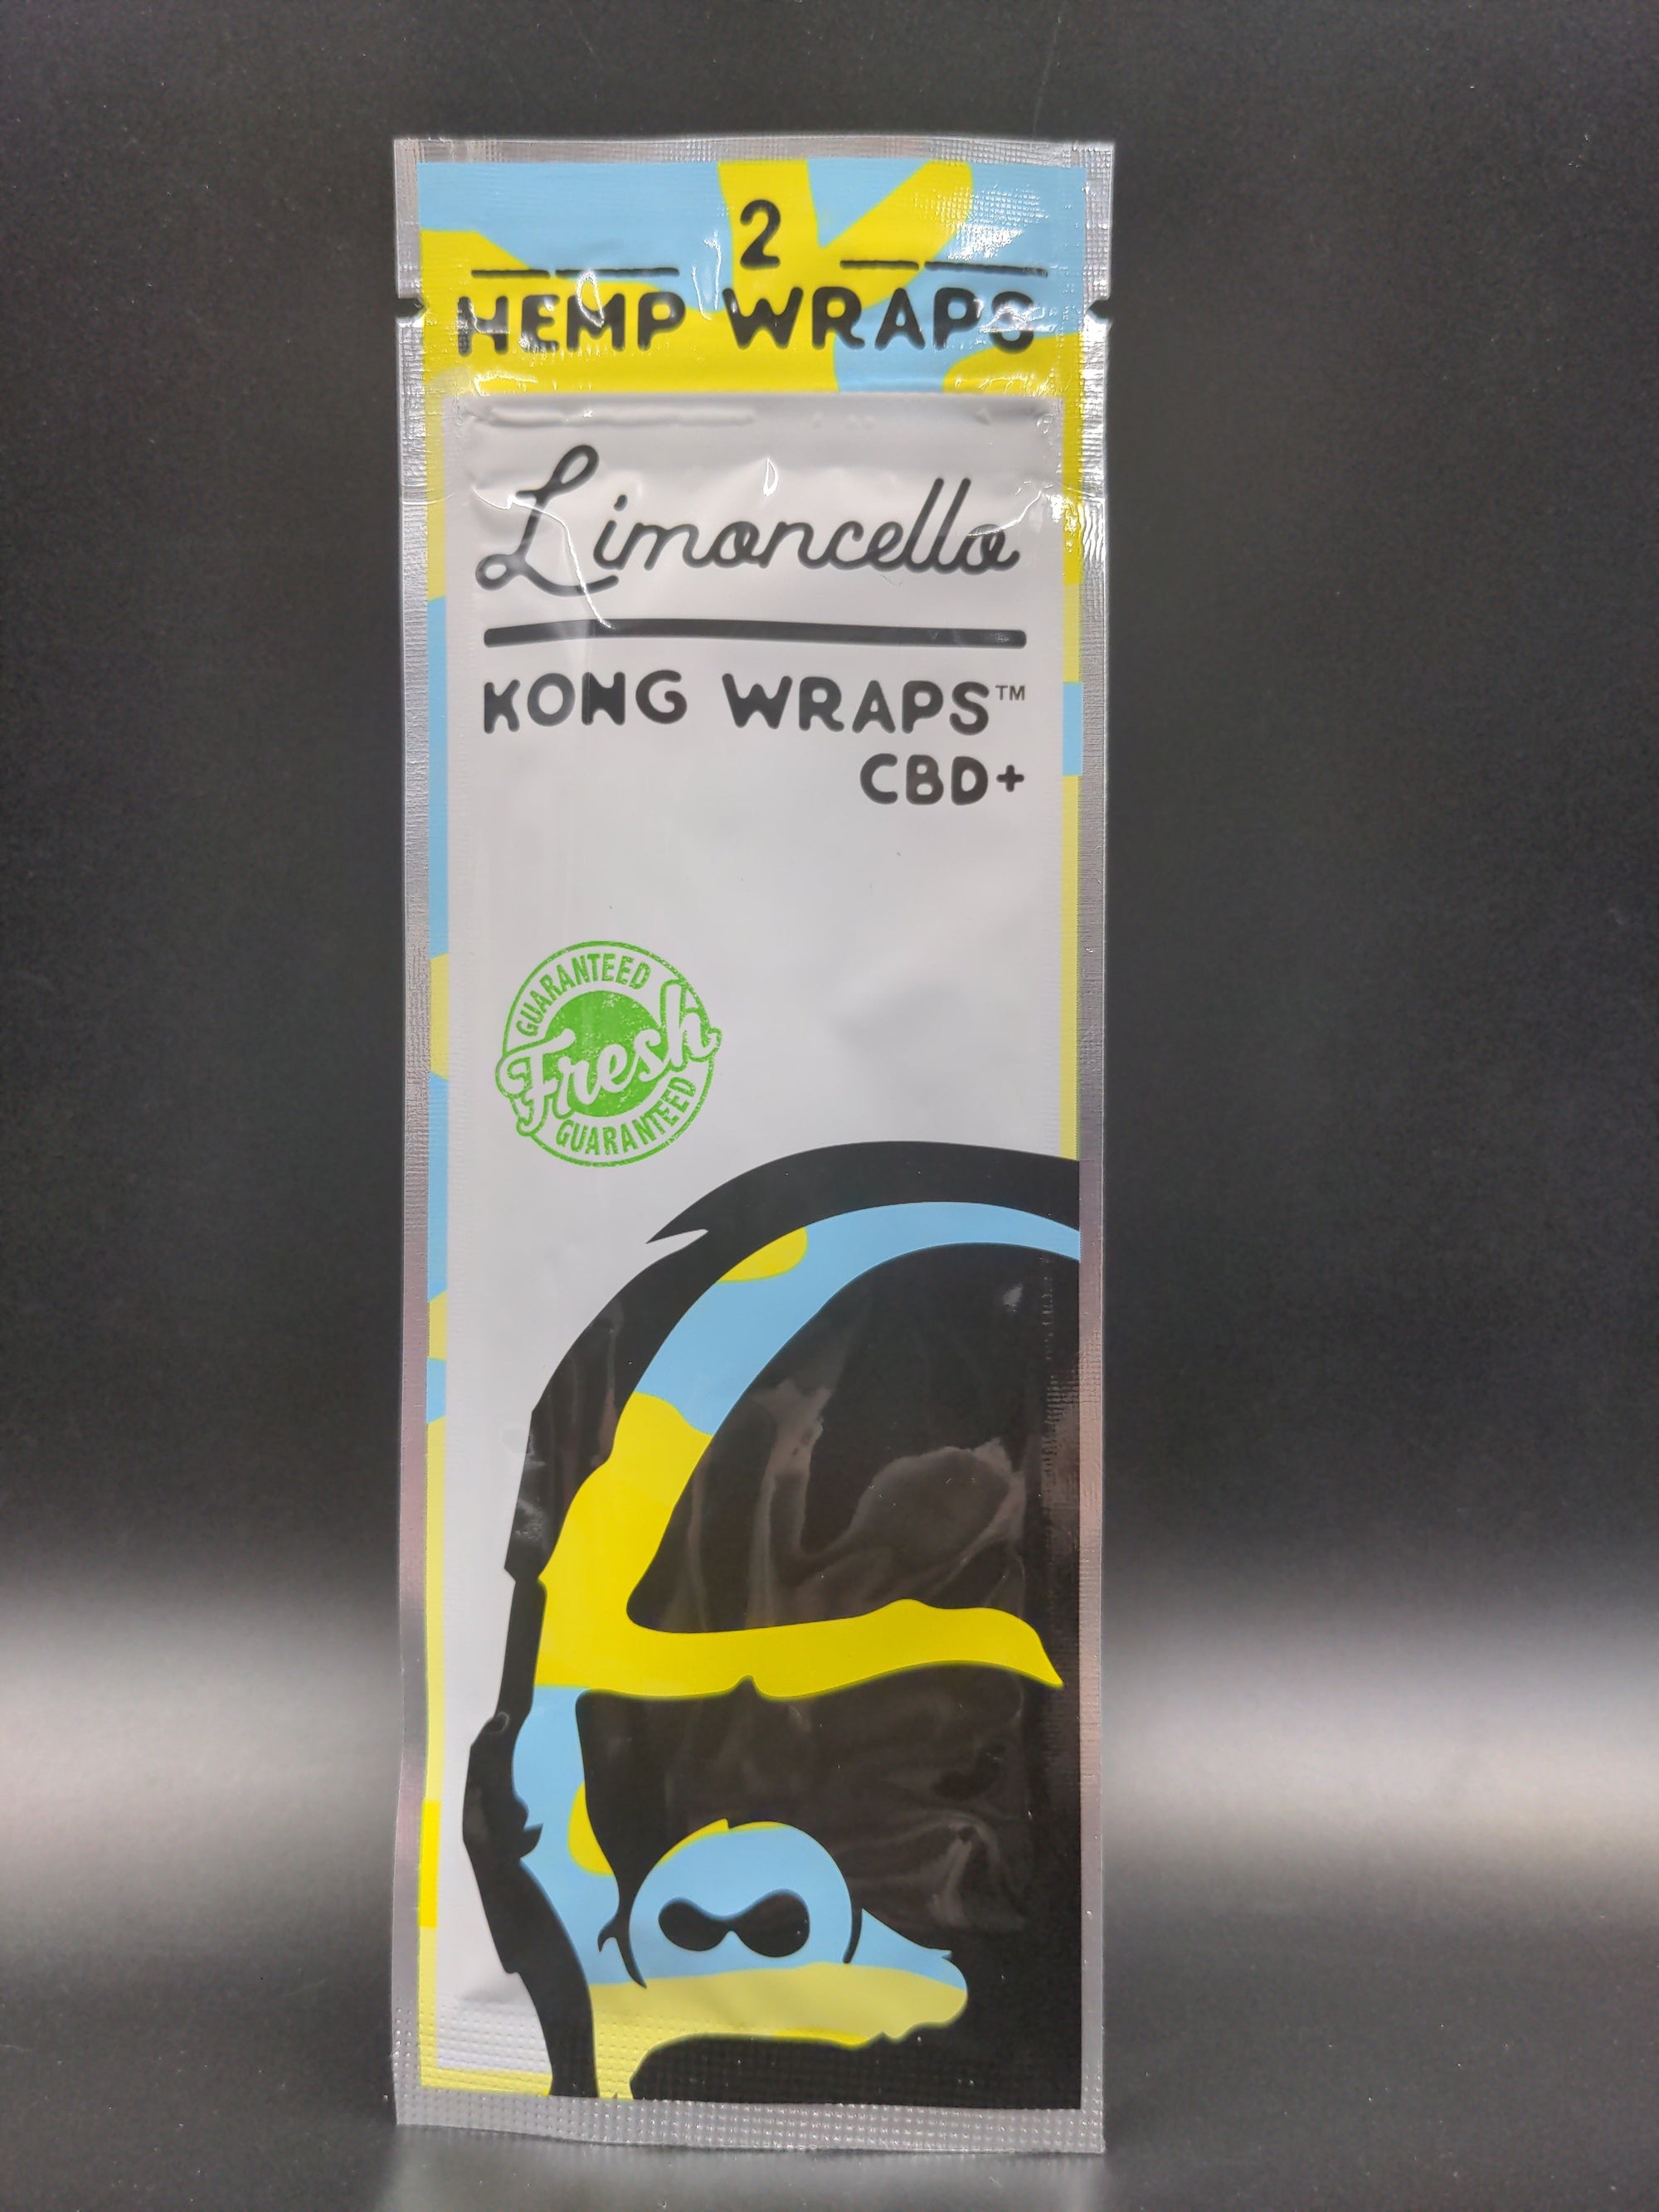 2
HEMP WRAPS
Limoncello
KONG WRAPS™
CBD+
GUARANTEED
Fresh
GUARANTEED